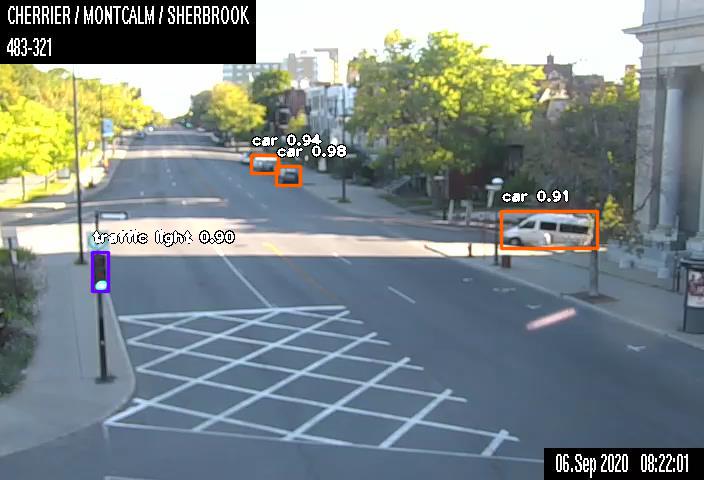 CHERRIER / MONTCALM / SHERBROOK
483-321
car 0.94
car 0.98
car 0.91
traffic light 0.90
06.Sep 2020 08:22:01